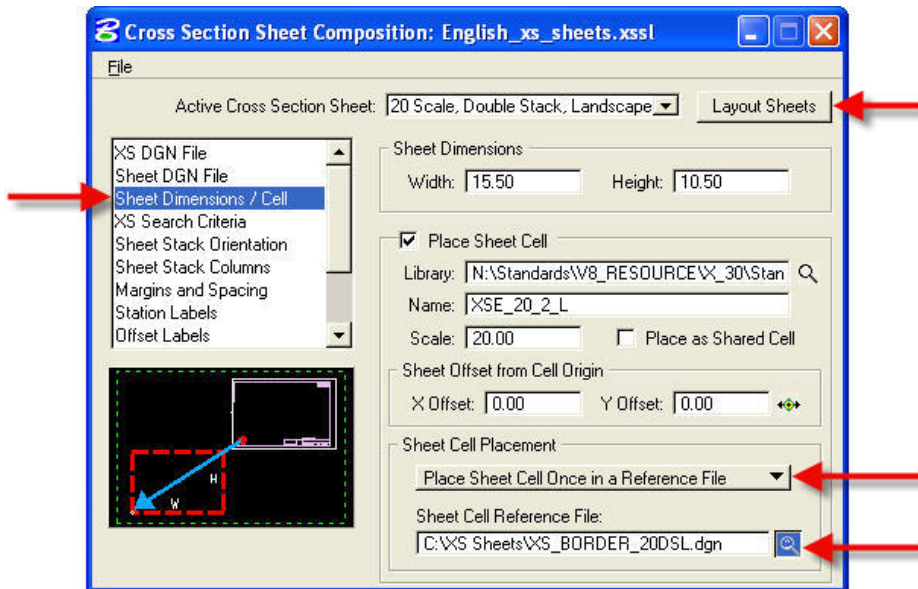 Cross Section Sheet Composition: English_xs_sheets.xssl
File
Active Cross Section Sheet: 20 Scale, Double Stack, Landscape Layout Sheets
XS DGN File
Sheet DGN File
Sheet Dimensions / Cell
XS Search Criteria
Sheet Stack Orientation
Sheet Stack Columns
Margins and Spacing
Station Labels
Offset Labels
Sheet Dimensions
Width: 15.50 Height: 10.50
Place Sheet Cell
Library: N:\Standards\V8_RESOURCE\X_30\Stan
Name: XSE_20_2_L
Scale: 20.00 Place as Shared Cell
Sheet Offset from Cell Origin
X Offset: 0.00 Y Offset: 0.00
Sheet Cell Placement
Place Sheet Cell Once in a Reference File
Sheet Cell Reference File:
C:\XS Sheets\XS_BORDER_20DSL.dgn
H
W